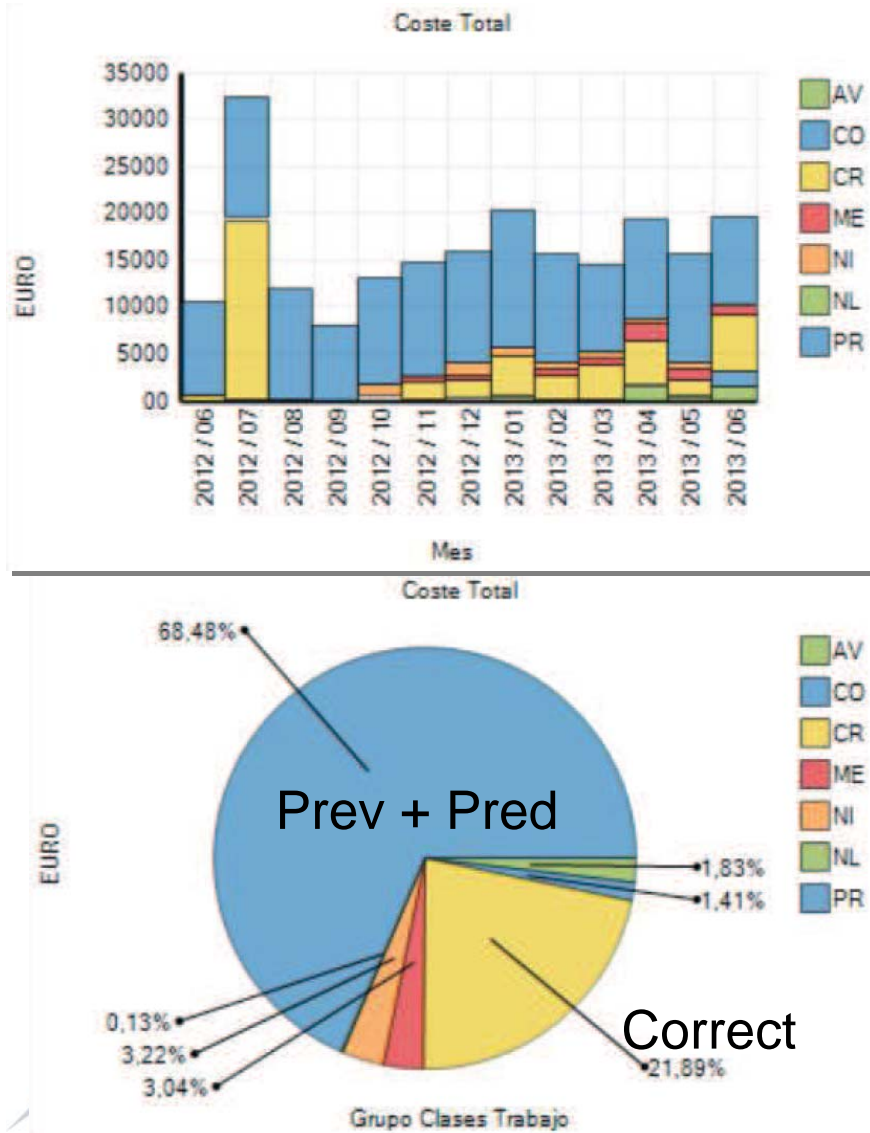 Coste Total
35000
30000
25000
20000
15000
10000
5000
00
EURO
2012 / 06
2012 / 07
2012 / 08
2012 / 09
2012 / 10
2012 / 11
2012 / 12
2013 / 01
2013 / 02
2013 / 03
2013 / 04
2013 / 05
2013 / 06
Mes
AV
CO
CR
ME
NI
NL
PR
Coste Total
68,48%
Prev + Pred
EURO
1,83%
1,41%
0,13%
3,22%
3,04%
Correct
21,89%
Grupo Clases Trabajo
AV
CO
CR
ME
NI
NL
PR